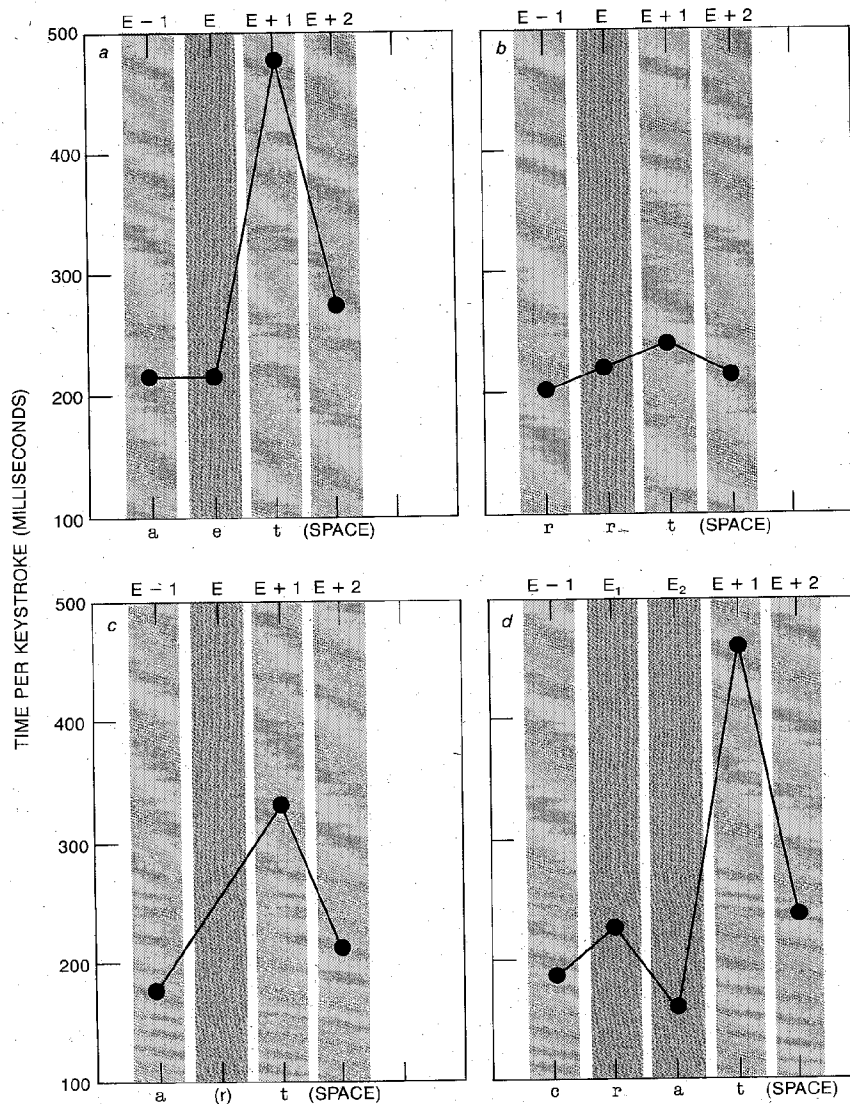 E − 1 E E + 1 E + 2
a
500
400
300
200
100
a e t (SPACE)
E − 1 E E + 1 E + 2
b
r r t (SPACE)
TIME PER KEYSTROKE (MILLISECONDS)
E − 1 E E + 1 E + 2
c
500
400
300
200
100
a (r) t (SPACE)
E − 1 E₁ E₂ E + 1 E + 2
d
c r a t (SPACE)